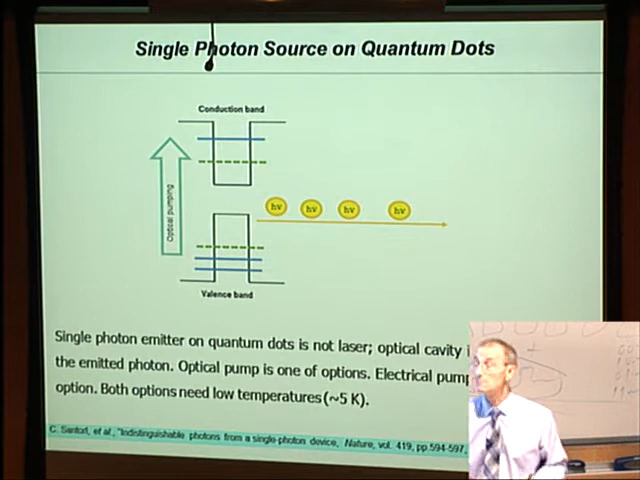 Single Photon Source on Quantum Dots
Conduction band
Optical pumping
hν hν hν hν
Valence band
Single photon emitter on quantum dots is not laser; optical cavity
the emitted photon. Optical pump is one of options. Electrical pump
option. Both options need low temperatures (~5 K).
C. Santori, et al., "Indistinguishable photons from a single-photon device, Nature, vol. 419, pp.594-597,